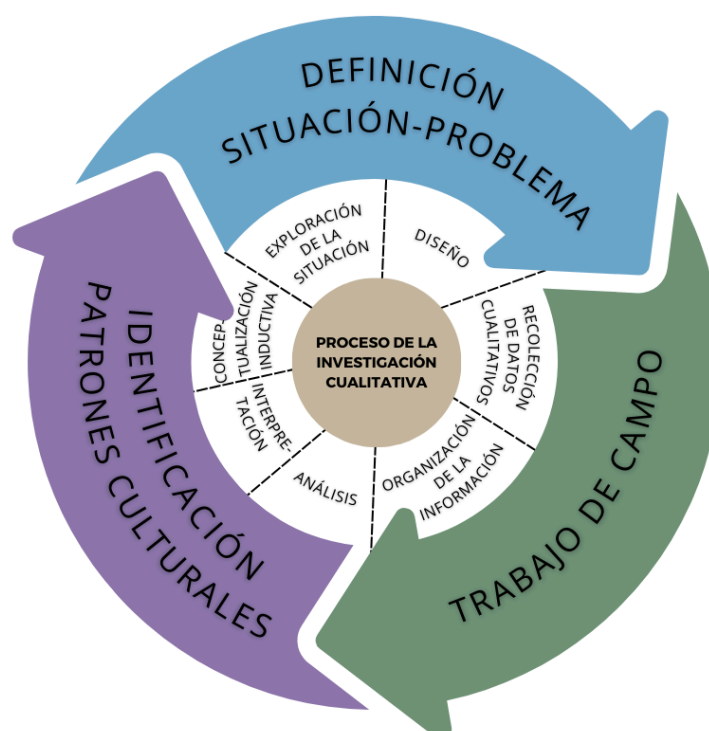 DEFINICIÓN
SITUACIÓN-PROBLEMA
TRABAJO DE CAMPO
IDENTIFICACIÓN
PATRONES CULTURALES
EXPLORACIÓN
DE LA
SITUACIÓN
DISEÑO
RECOLECCIÓN
DE DATOS
CUALITATIVOS
ORGANIZACIÓN
DE LA
INFORMACIÓN
ANÁLISIS
INTERPRE-
TACIÓN
CONCEP-
TUALIZACIÓN
INDUCTIVA
PROCESO DE LA
INVESTIGACIÓN
CUALITATIVA